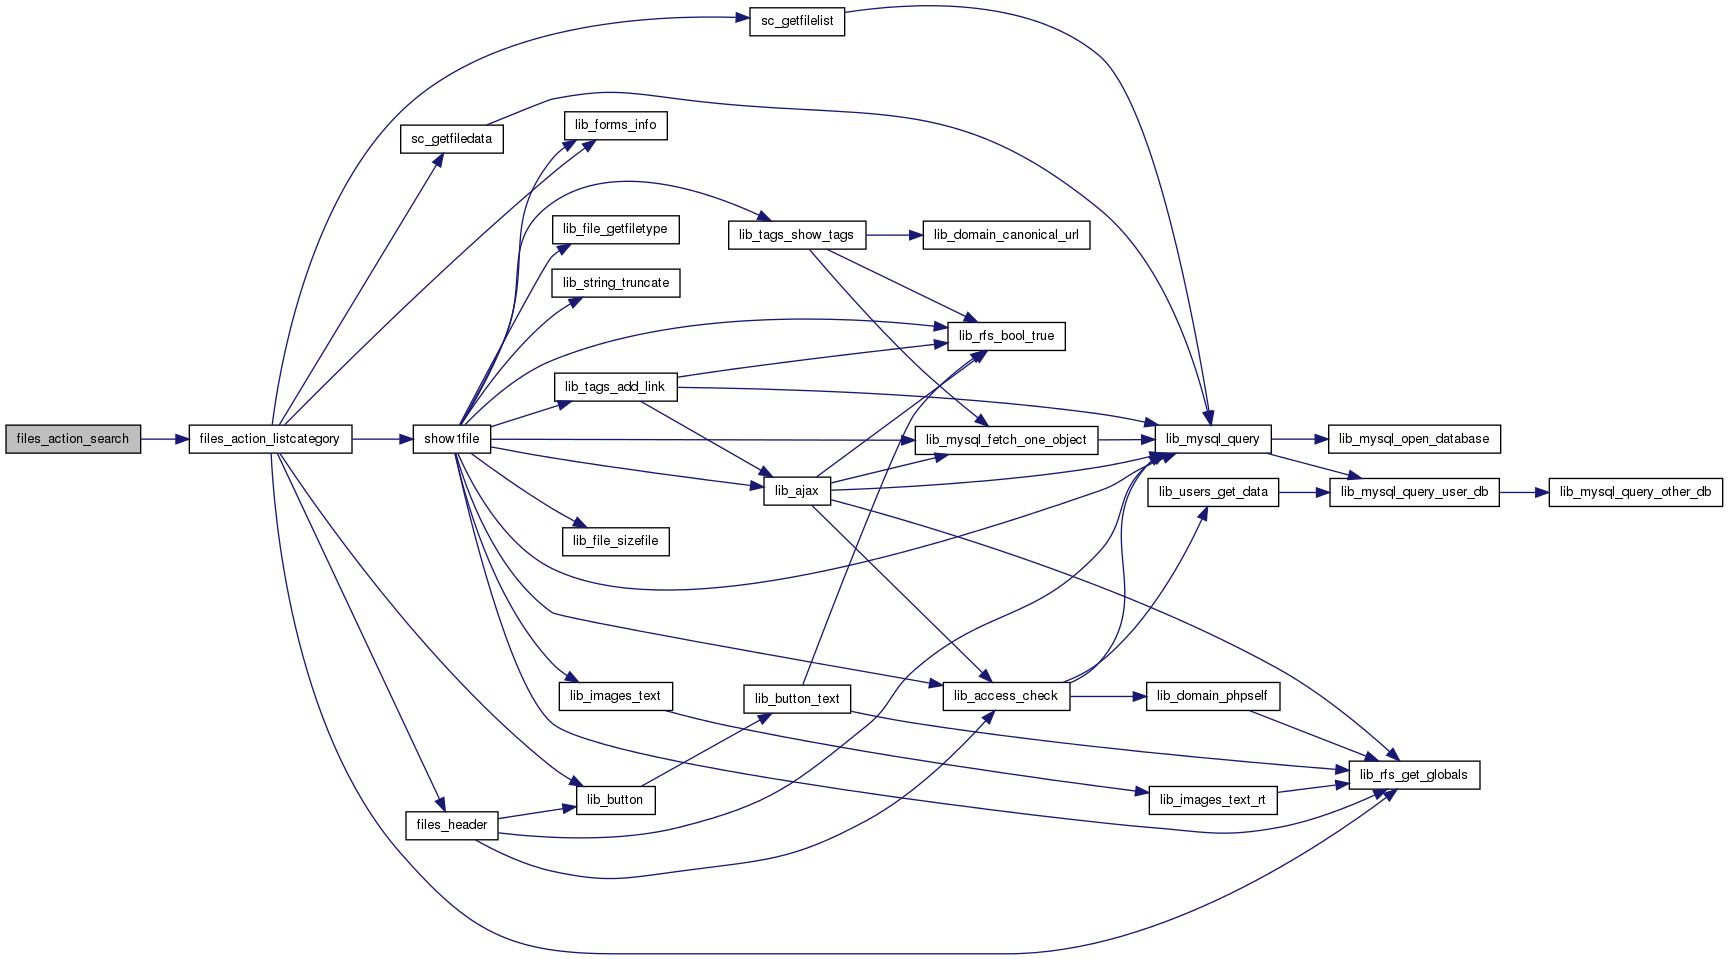 sc_getfilelist
lib_forms_info
sc_getfiledata
lib_file_getfiletype
lib_tags_show_tags
lib_domain_canonical_url
lib_string_truncate
lib_rfs_bool_true
lib_tags_add_link
files_action_search
files_action_listcategory
show1file
lib_mysql_fetch_one_object
lib_mysql_query
lib_mysql_open_database
lib_ajax
lib_users_get_data
lib_mysql_query_user_db
lib_mysql_query_other_db
lib_file_sizefile
lib_images_text
lib_button_text
lib_access_check
lib_domain_phpself
lib_rfs_get_globals
lib_button
lib_images_text_rt
files_header